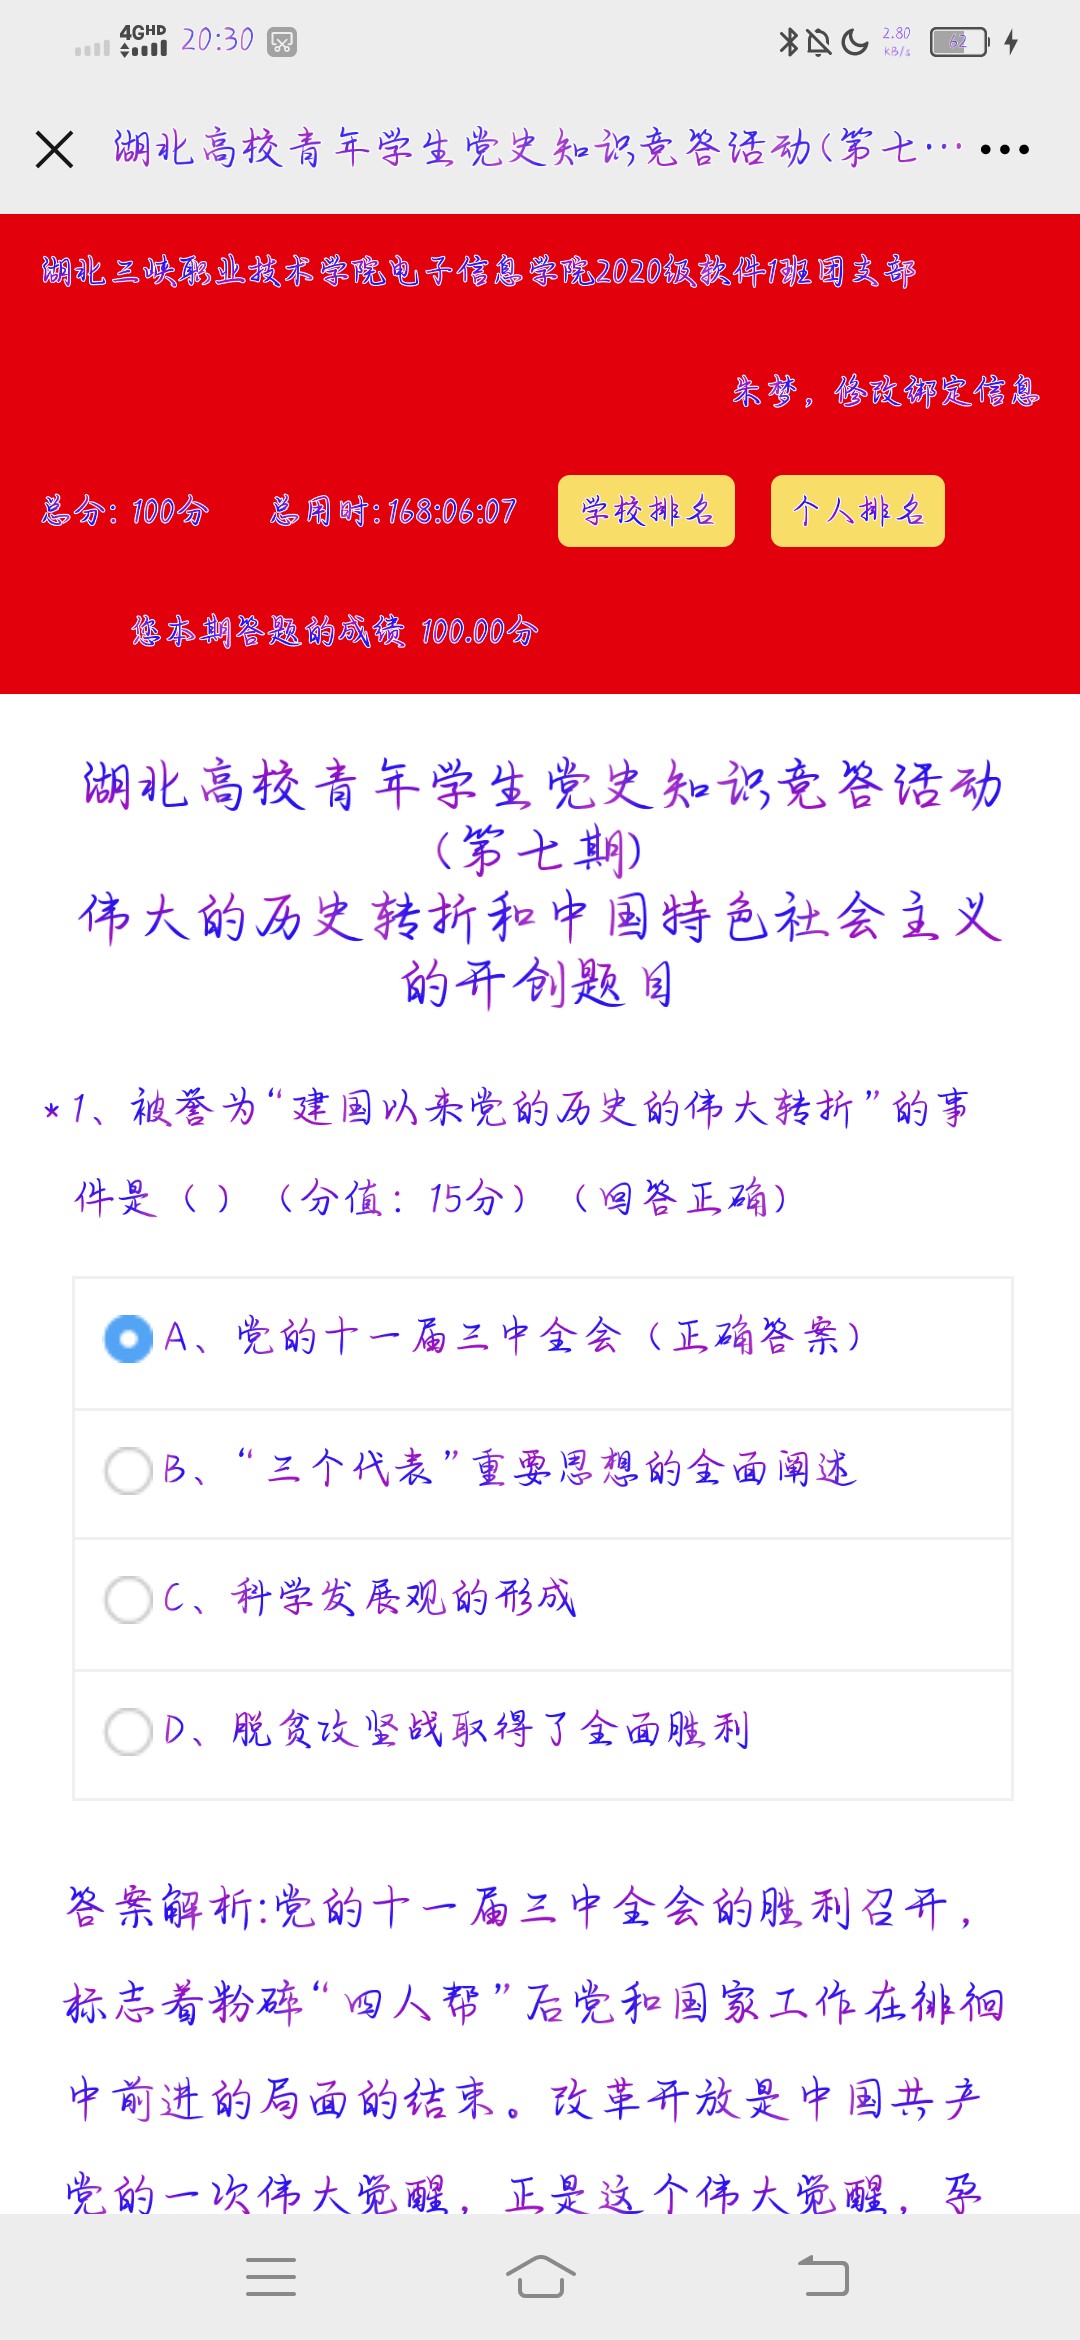 4GHD 20:30 2.80 KB/s 62
湖北高校青年学生党史知识竞答活动(第七…
湖北三峡职业技术学院电子信息学院2020级软件1班团支部
朱梦，修改绑定信息
总分: 100分 总用时:168:06:07 学校排名 个人排名
您本期答题的成绩 100.00分
湖北高校青年学生党史知识竞答活动
(第七期)
伟大的历史转折和中国特色社会主义
的开创题目
*1、被誉为“建国以来党的历史的伟大转折”的事
件是（ ）（分值：15分）（回答正确)
A、党的十一届三中全会（正确答案）
B、“三个代表”重要思想的全面阐述
C、科学发展观的形成
D、脱贫攻坚战取得了全面胜利
答案解析:党的十一届三中全会的胜利召开，
标志着粉碎“四人帮”后党和国家工作在徘徊
中前进的局面的结束。改革开放是中国共产
党的一次伟大觉醒，正是这个伟大觉醒，孕